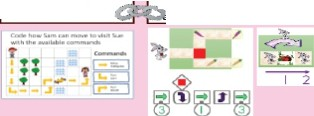 Code how Sam can move to visit Sue
with the available commands
Commands
1 2
3 1 3